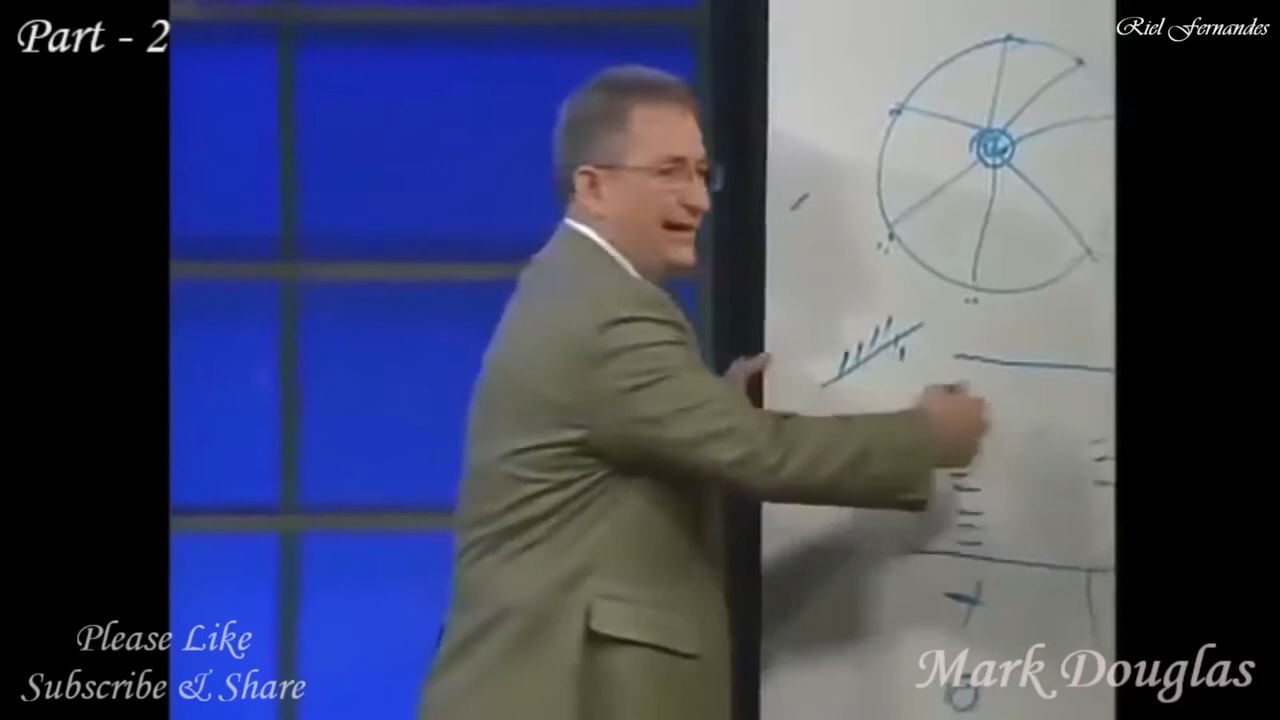 Part - 2
Riel Fernandes
Please Like
Subscribe & Share
Mark Douglas